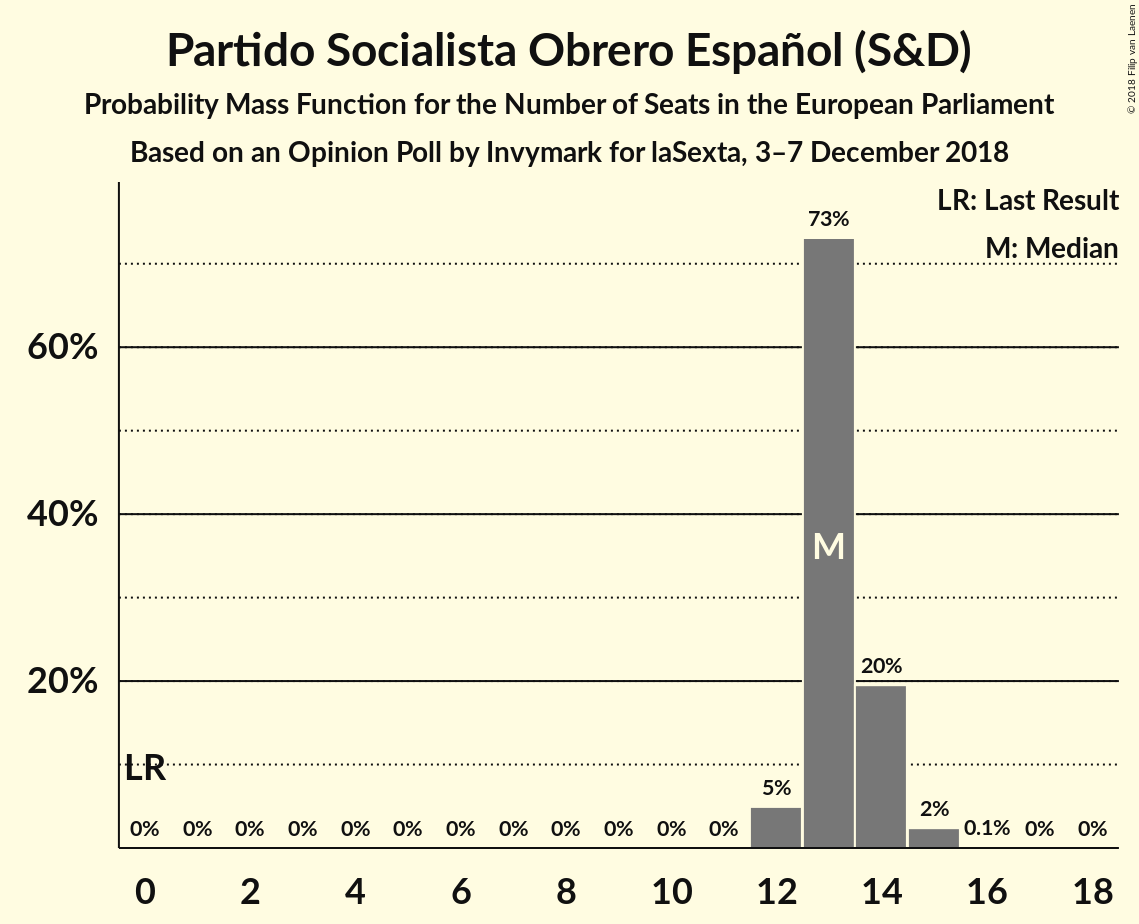 Partido Socialista Obrero Español (S&D)
Probability Mass Function for the Number of Seats in the European Parliament
Based on an Opinion Poll by Invymark for laSexta, 3–7 December 2018
© 2018 Filip van Laenen
LR: Last Result
M: Median
60%
40%
20%
73%
M
20%
LR
5%
2%
0% 0% 0% 0% 0% 0% 0% 0% 0% 0% 0% 0% 0.1% 0% 0%
0 2 4 6 8 10 12 14 16 18